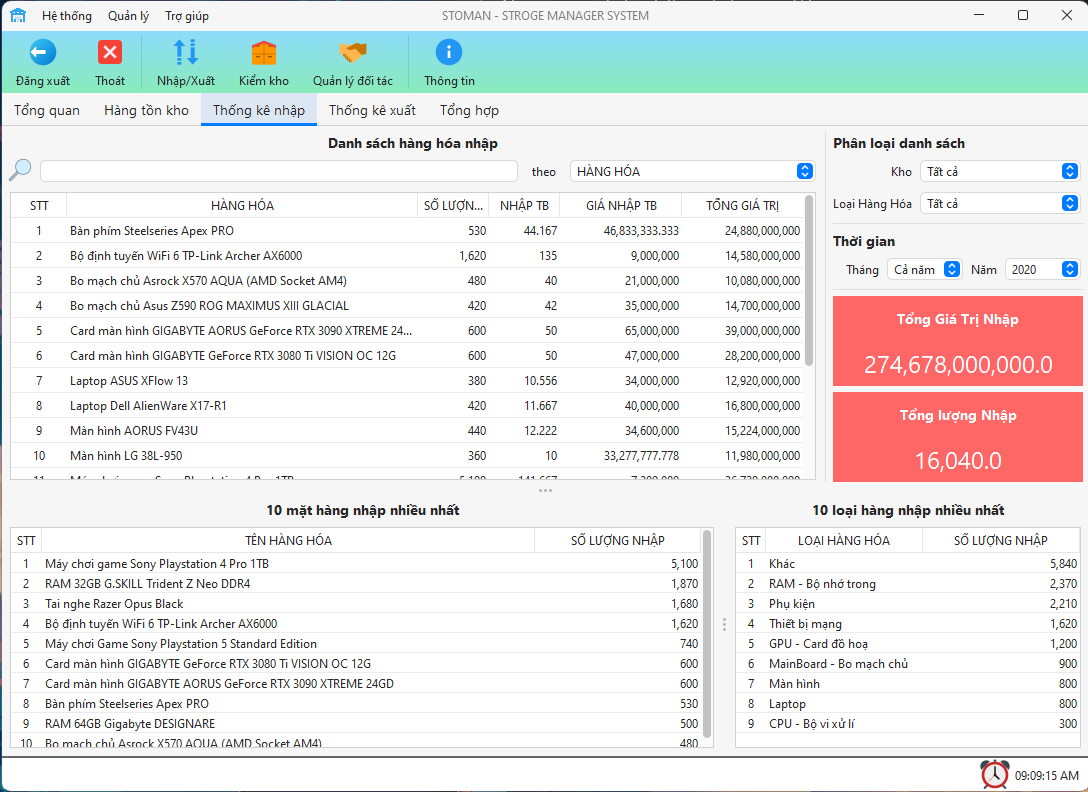 STOMAN - STROGE MANAGER SYSTEM
Hệ thống Quản lý Trợ giúp
Đăng xuất Thoát Nhập/Xuất Kiểm kho Quản lý đối tác Thông tin
Tổng quan Hàng tồn kho Thống kê nhập Thống kê xuất Tổng hợp
Danh sách hàng hóa nhập
theo HÀNG HÓA
STT HÀNG HÓA SỐ LƯỢN... NHẬP TB GIÁ NHẬP TB TỔNG GIÁ TRỊ
1 Bàn phím Steelseries Apex PRO 530 44.167 46,833,333.333 24,880,000,000
2 Bộ định tuyến WiFi 6 TP-Link Archer AX6000 1,620 135 9,000,000 14,580,000,000
3 Bo mạch chủ Asrock X570 AQUA (AMD Socket AM4) 480 40 21,000,000 10,080,000,000
4 Bo mạch chủ Asus Z590 ROG MAXIMUS XIII GLACIAL 420 42 35,000,000 14,700,000,000
5 Card màn hình GIGABYTE AORUS GeForce RTX 3090 XTREME 24... 600 50 65,000,000 39,000,000,000
6 Card màn hình GIGABYTE GeForce RTX 3080 Ti VISION OC 12G 600 50 47,000,000 28,200,000,000
7 Laptop ASUS XFlow 13 380 10.556 34,000,000 12,920,000,000
8 Laptop Dell AlienWare X17-R1 420 11.667 40,000,000 16,800,000,000
9 Màn hình AORUS FV43U 440 12.222 34,600,000 15,224,000,000
10 Màn hình LG 38L-950 360 10 33,277,777.778 11,980,000,000
Phân loại danh sách
Kho Tất cả
Loại Hàng Hóa Tất cả
Thời gian
Tháng Cả năm Năm 2020
Tổng Giá Trị Nhập
274,678,000,000.0
Tổng lượng Nhập
16,040.0
10 mặt hàng nhập nhiều nhất
STT TÊN HÀNG HÓA SỐ LƯỢNG NHẬP
1 Máy chơi game Sony Playstation 4 Pro 1TB 5,100
2 RAM 32GB G.SKILL Trident Z Neo DDR4 1,870
3 Tai nghe Razer Opus Black 1,680
4 Bộ định tuyến WiFi 6 TP-Link Archer AX6000 1,620
5 Máy chơi Game Sony Playstation 5 Standard Edition 740
6 Card màn hình GIGABYTE GeForce RTX 3080 Ti VISION OC 12G 600
7 Card màn hình GIGABYTE AORUS GeForce RTX 3090 XTREME 24GD 600
8 Bàn phím Steelseries Apex PRO 530
9 RAM 64GB Gigabyte DESIGNARE 500
10 Bo mạch chủ Asrock X570 AQUA (AMD Socket AM4) 480
10 loại hàng nhập nhiều nhất
STT LOẠI HÀNG HÓA SỐ LƯỢNG NHẬP
1 Khác 5,840
2 RAM - Bộ nhớ trong 2,370
3 Phụ kiện 2,210
4 Thiết bị mạng 1,620
5 GPU - Card đồ hoạ 1,200
6 MainBoard - Bo mạch chủ 900
7 Màn hình 800
8 Laptop 800
9 CPU - Bộ vi xử lí 300
09:09:15 AM